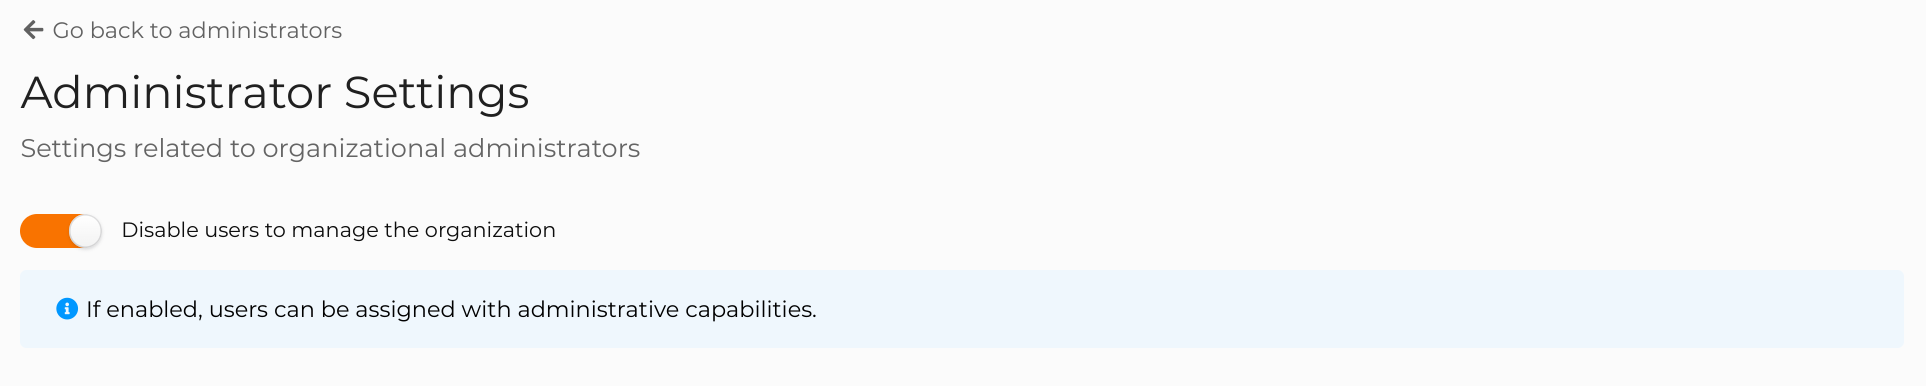 Go back to administrators
Administrator Settings
Settings related to organizational administrators
Disable users to manage the organization
If enabled, users can be assigned with administrative capabilities.